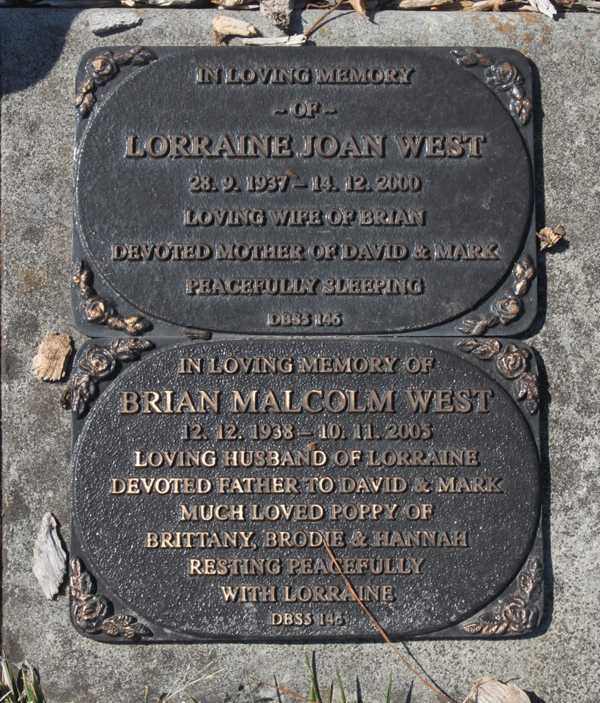 IN LOVING MEMORY
~ OF ~
LORRAINE JOAN WEST
28. 9. 1937 – 14. 12. 2000
LOVING WIFE OF BRIAN
DEVOTED MOTHER OF DAVID & MARK
PEACEFULLY SLEEPING
DBS5 146
IN LOVING MEMORY OF
BRIAN MALCOLM WEST
12. 12. 1938 – 10. 11. 2005
LOVING HUSBAND OF LORRAINE
DEVOTED FATHER TO DAVID & MARK
MUCH LOVED POPPY OF
BRITTANY, BRODIE & HANNAH
RESTING PEACEFULLY
WITH LORRAINE
DBS5 146